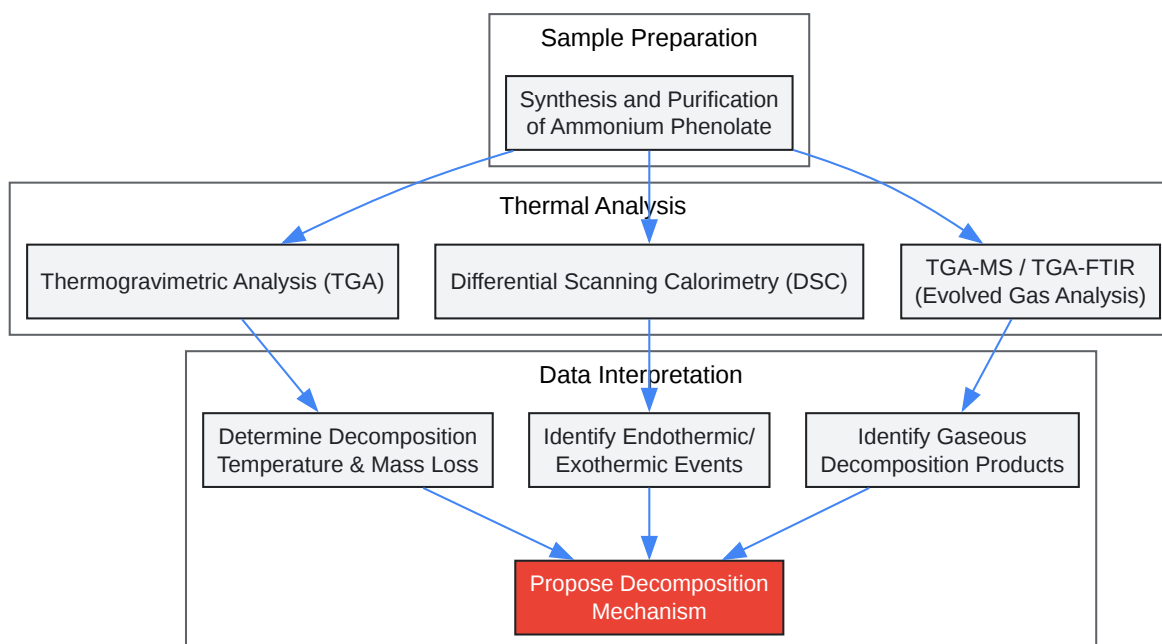 Sample Preparation
Synthesis and Purification
of Ammonium Phenolate
Thermal Analysis
Thermogravimetric Analysis (TGA)
Differential Scanning Calorimetry (DSC)
TGA-MS / TGA-FTIR
(Evolved Gas Analysis)
Data Interpretation
Determine Decomposition
Temperature & Mass Loss
Identify Endothermic/
Exothermic Events
Identify Gaseous
Decomposition Products
Propose Decomposition
Mechanism